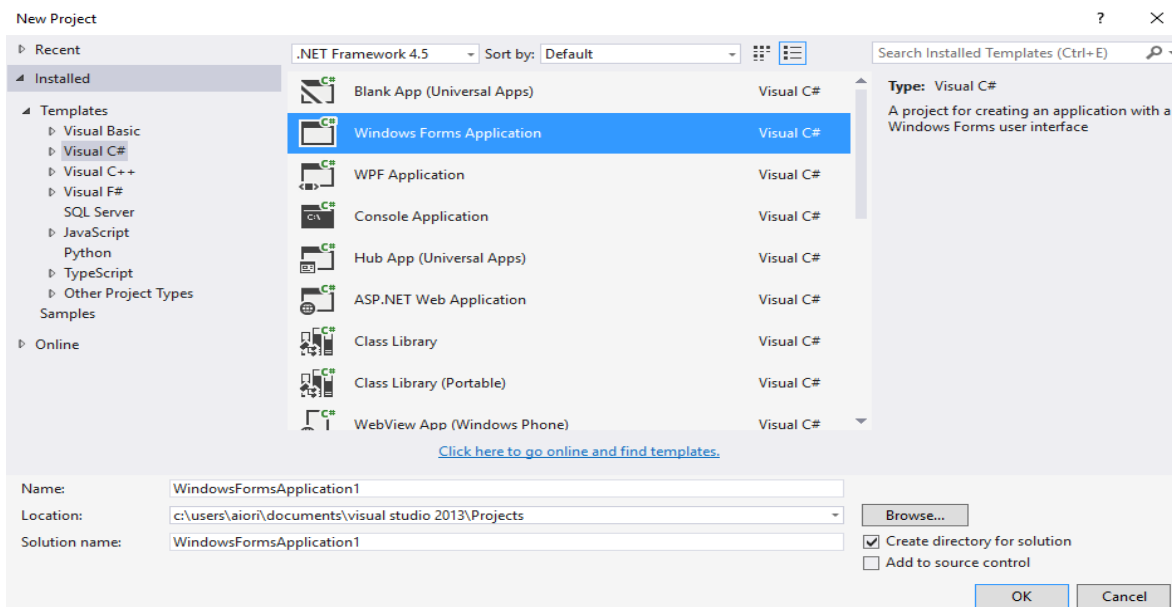 New Project
?
Recent
Installed
Templates
Visual Basic
Visual C#
Visual C++
Visual F#
SQL Server
JavaScript
Python
TypeScript
Other Project Types
Samples
Online
.NET Framework 4.5 Sort by: Default
Blank App (Universal Apps) Visual C#
Windows Forms Application Visual C#
WPF Application Visual C#
Console Application Visual C#
Hub App (Universal Apps) Visual C#
ASP.NET Web Application Visual C#
Class Library Visual C#
Class Library (Portable) Visual C#
WebView App (Windows Phone) Visual C#
Click here to go online and find templates.
Search Installed Templates (Ctrl+E)
Type: Visual C#
A project for creating an application with a
Windows Forms user interface
Name: WindowsFormsApplication1
Location: c:\users\aiori\documents\visual studio 2013\Projects Browse...
Solution name: WindowsFormsApplication1
Create directory for solution
Add to source control
OK Cancel